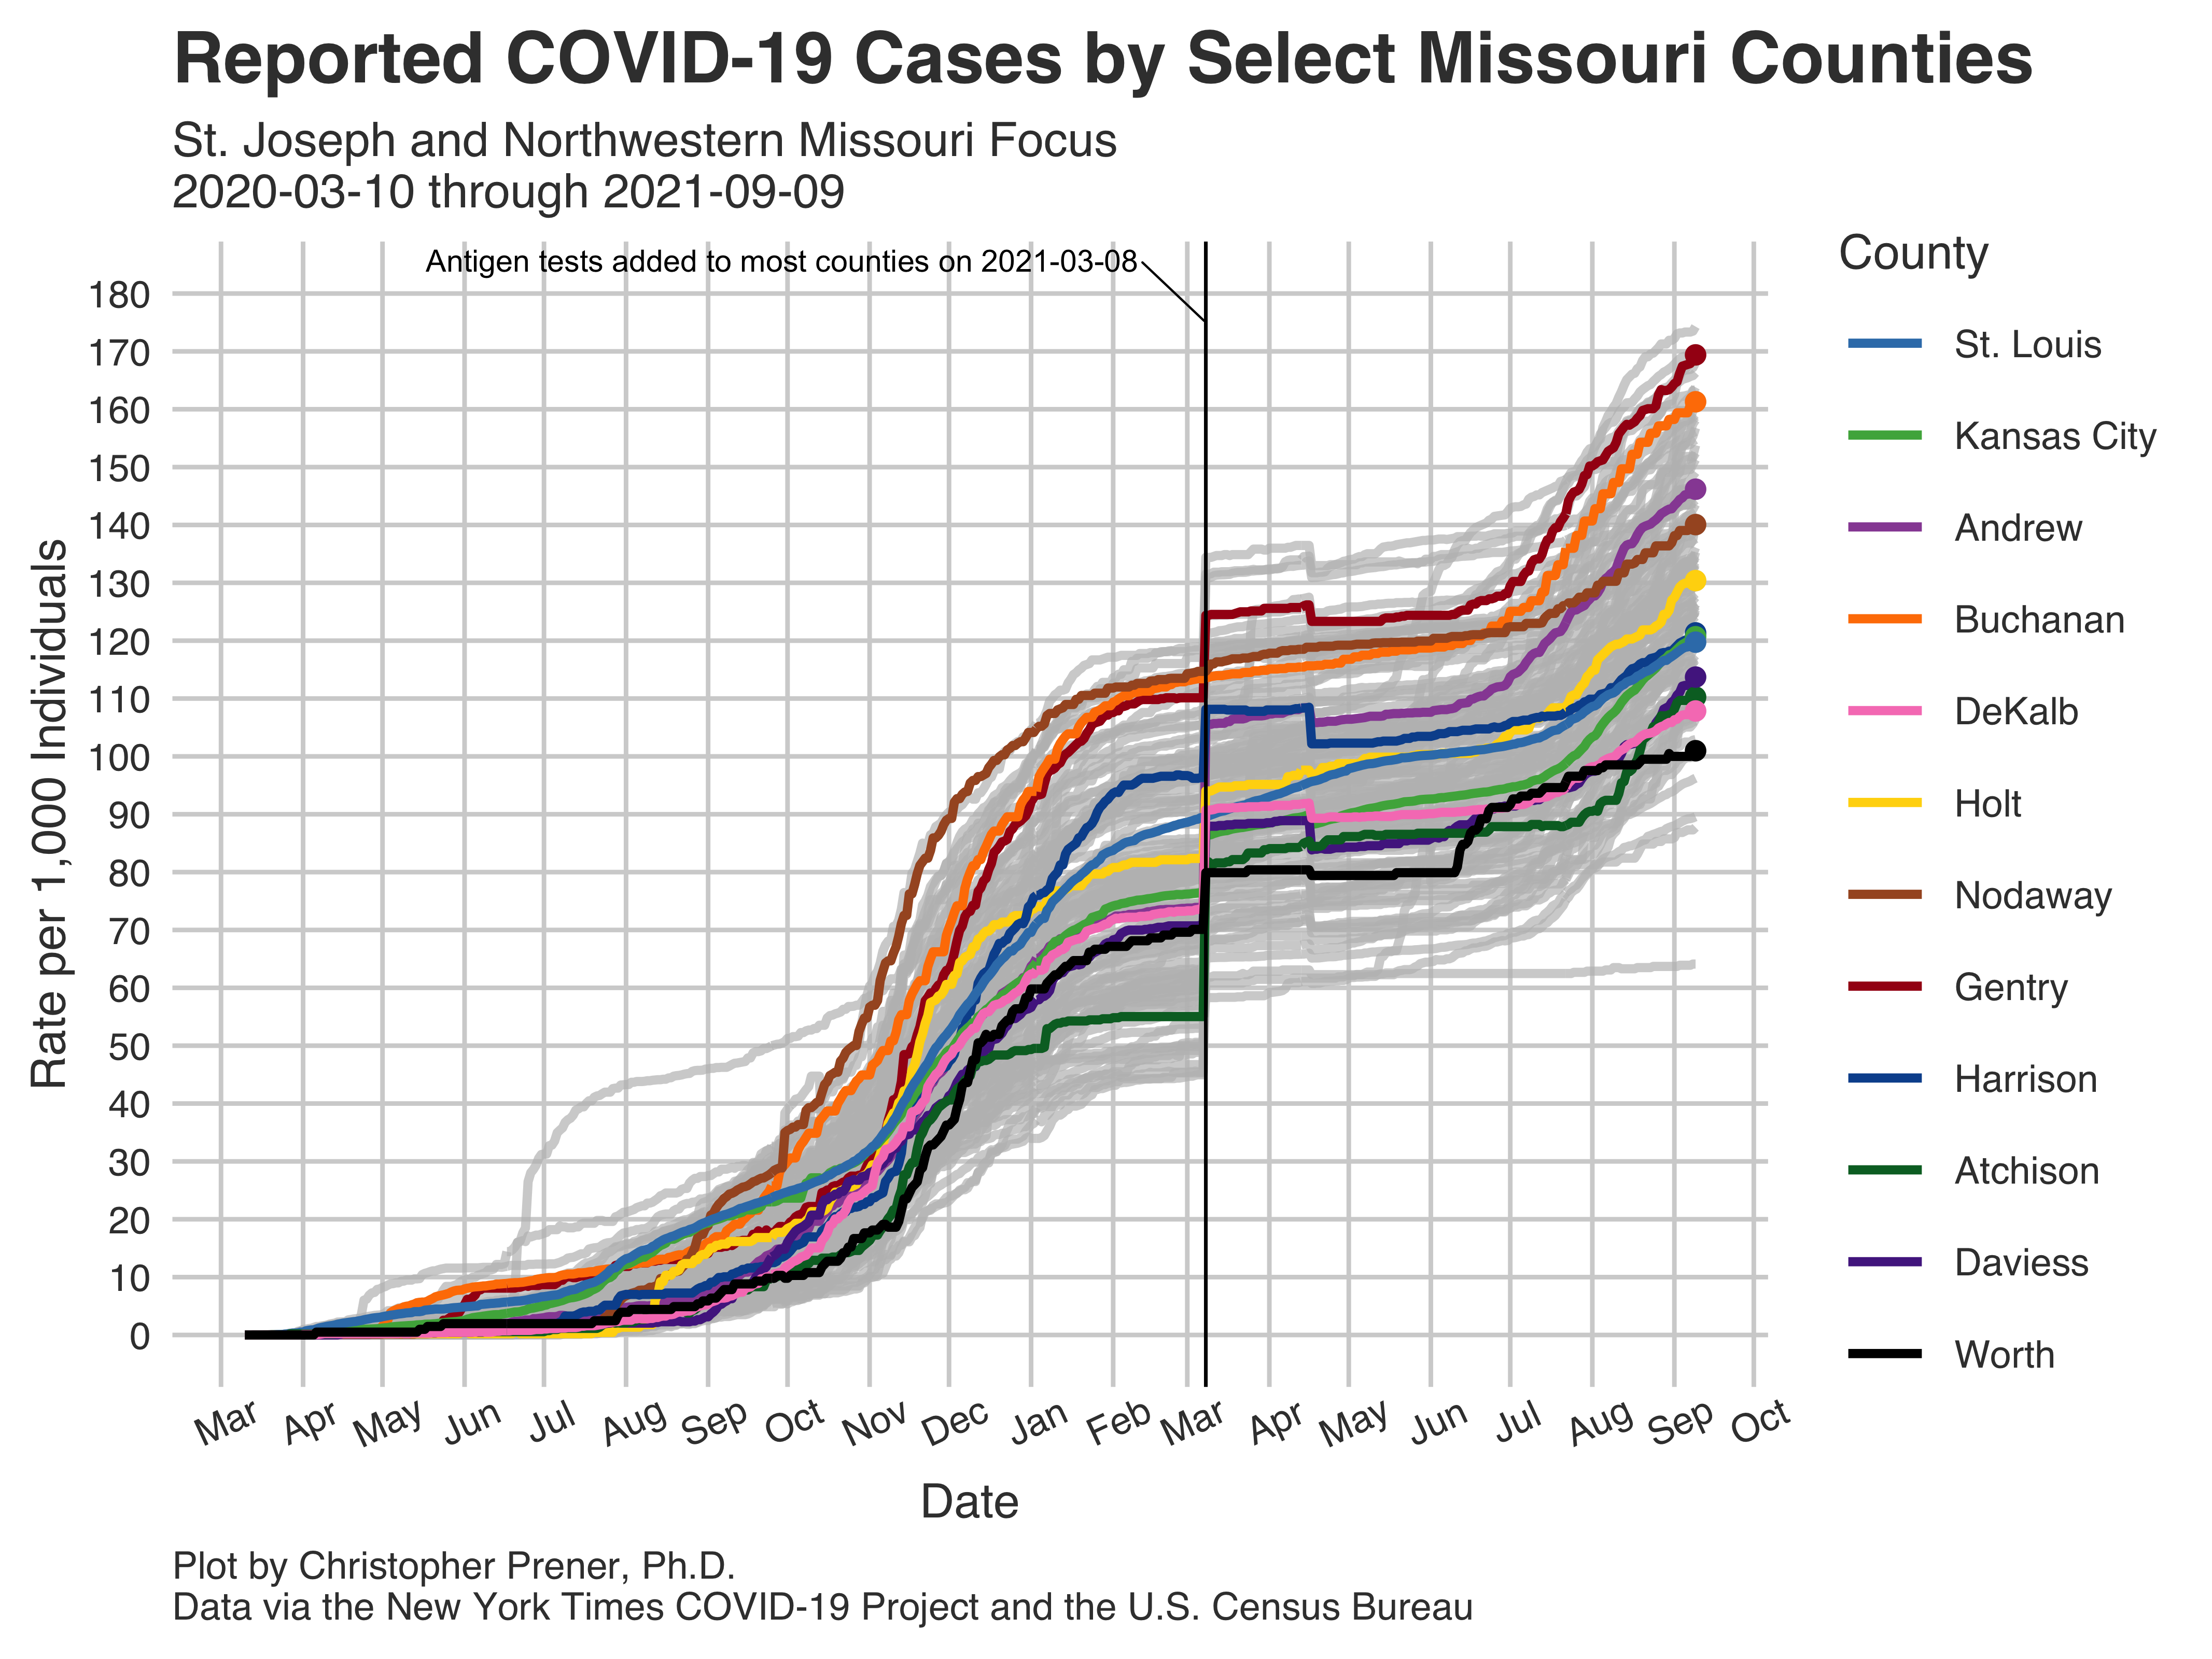 Reported COVID-19 Cases by Select Missouri Counties
St. Joseph and Northwestern Missouri Focus
2020-03-10 through 2021-09-09
Antigen tests added to most counties on 2021-03-08
180
170
160
150
140
130
120
110
100
90
80
70
60
50
40
30
20
10
0
Rate per 1,000 Individuals
Mar Apr May Jun Jul Aug Sep Oct Nov Dec Jan Feb Mar Apr May Jun Jul Aug Sep Oct
Date
County
St. Louis
Kansas City
Andrew
Buchanan
DeKalb
Holt
Nodaway
Gentry
Harrison
Atchison
Daviess
Worth
Plot by Christopher Prener, Ph.D.
Data via the New York Times COVID-19 Project and the U.S. Census Bureau